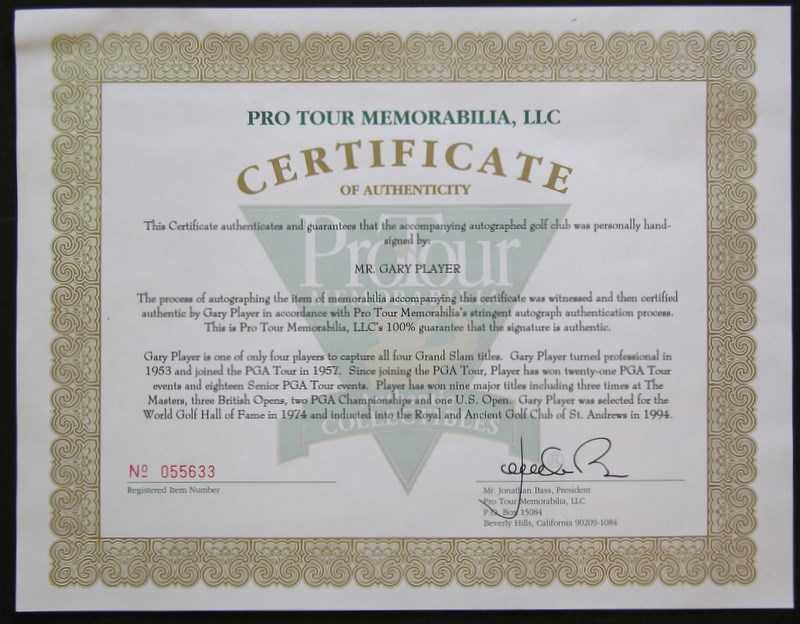 PRO TOUR MEMORABILIA, LLC
CERTIFICATE
OF AUTHENTICITY
This Certificate authenticates and guarantees that the accompanying autographed golf club was personally hand-
signed by:
ProTour
MEMORABILIA
MR. GARY PLAYER
The process of autographing the item of memorabilia accompanying this certificate was witnessed and then certified
authentic by Gary Player in accordance with Pro Tour Memorabilia's stringent autograph authentication process.
This is Pro Tour Memorabilia, LLC's 100% guarantee that the signature is authentic.
Gary Player is one of only four players to capture all four Grand Slam titles. Gary Player turned professional in
1953 and joined the PGA Tour in 1957. Since joining the PGA Tour, Player has won twenty-one PGA Tour
events and eighteen Senior PGA Tour events. Player has won nine major titles including three times at The
Masters, three British Opens, two PGA Championships and one U.S. Open. Gary Player was selected for the
World Golf Hall of Fame in 1974 and inducted into the Royal and Ancient Golf Club of St. Andrews in 1994.
COLLECTIBLES
®
Nº 055633
Registered Item Number
Mr. Jonathan Bass, President
Pro Tour Memorabilia, LLC
P.O. Box 15084
Beverly Hills, California 90209-1084